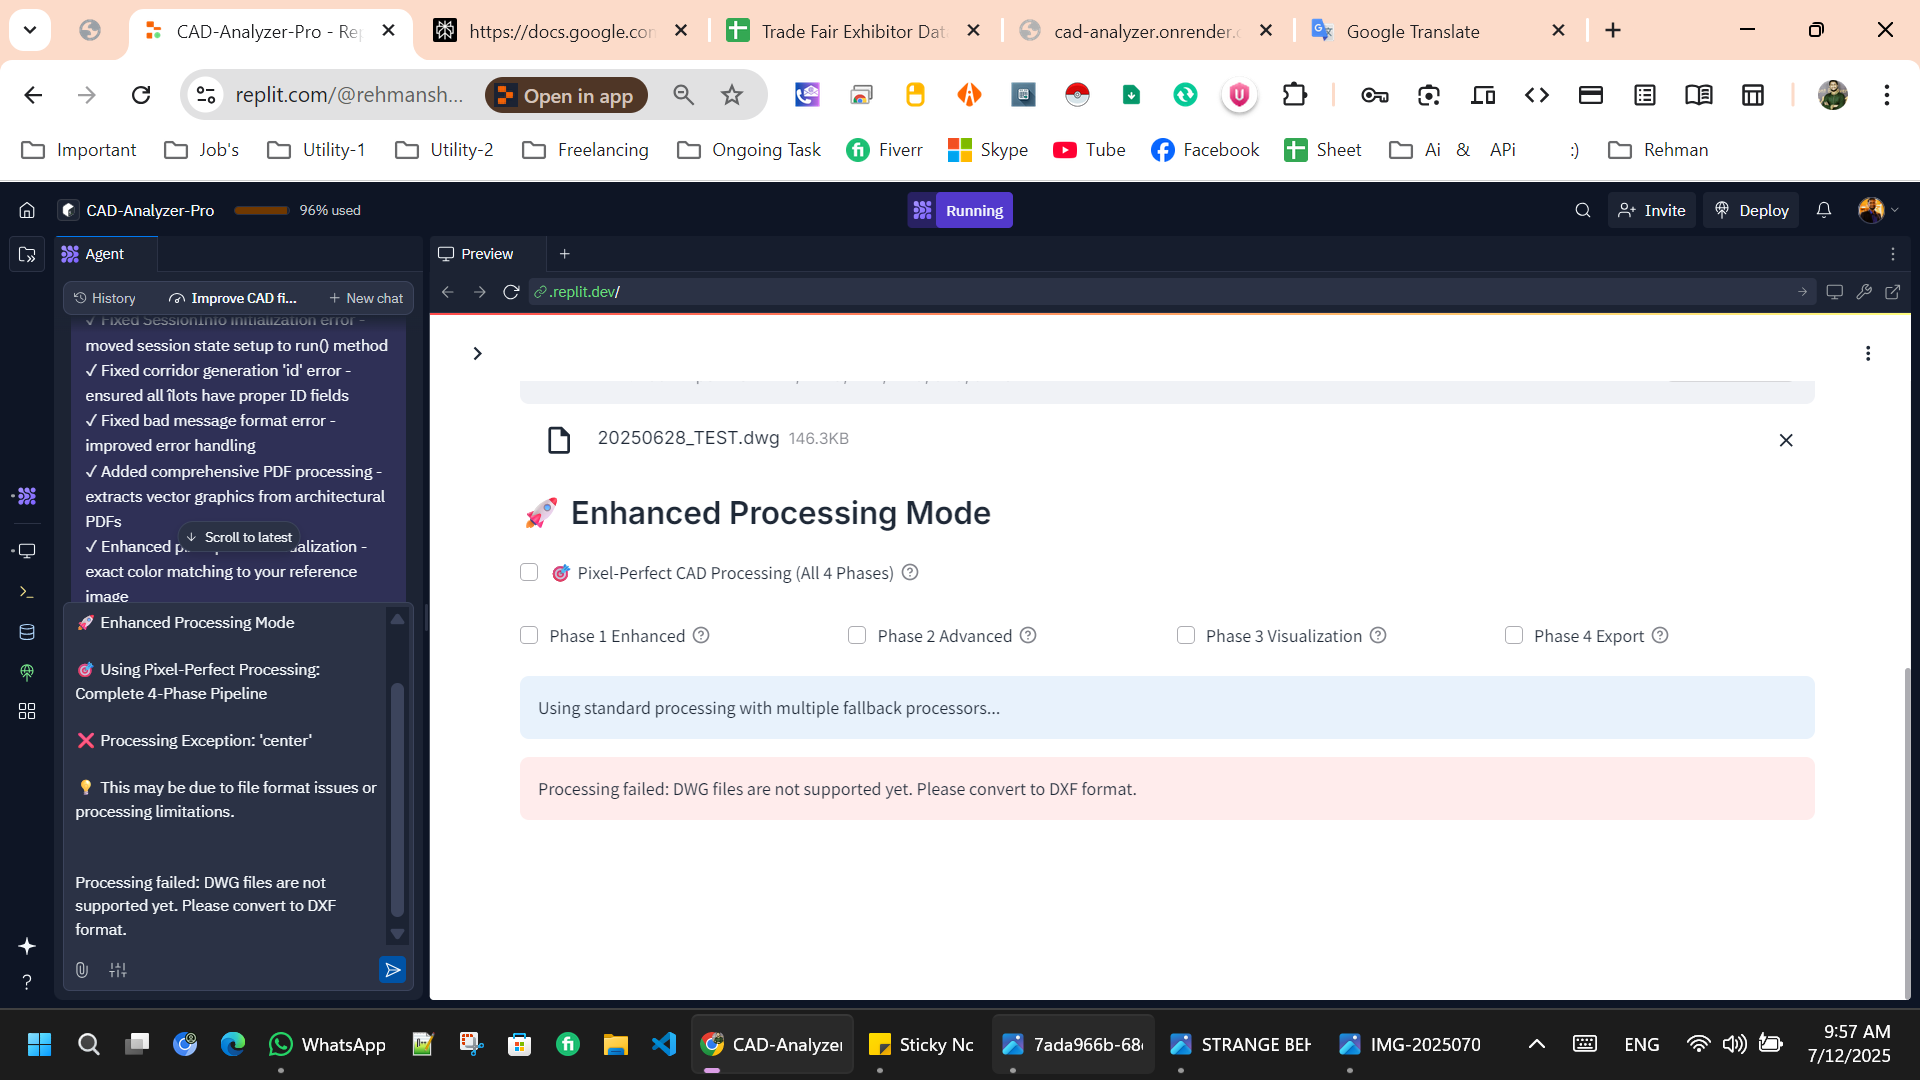 CAD-Analyzer-Pro - Rep
https://docs.google.con
Trade Fair Exhibitor Data
cad-analyzer.onrender.c
Google Translate
replit.com/@rehmansh...
Open in app
Important
Job's
Utility-1
Utility-2
Freelancing
Ongoing Task
Fiverr
Skype
Tube
Facebook
Sheet
Ai & APi :)
Rehman
CAD-Analyzer-Pro
96% used
Running
Invite
Deploy
Agent
Preview
History
Improve CAD fi...
New chat
.replit.dev/
✓ Fixed SessionInfo initialization error -
moved session state setup to run() method
✓ Fixed corridor generation 'id' error -
ensured all îlots have proper ID fields
✓ Fixed bad message format error -
improved error handling
✓ Added comprehensive PDF processing -
extracts vector graphics from architectural
PDFs
Scroll to latest
✓ Enhanced
exact color matching to your reference
image
🚀 Enhanced Processing Mode
🎯 Using Pixel-Perfect Processing:
Complete 4-Phase Pipeline
❌ Processing Exception: 'center'
💡 This may be due to file format issues or
processing limitations.
Processing failed: DWG files are not
supported yet. Please convert to DXF
format.
20250628_TEST.dwg 146.3KB
🚀 Enhanced Processing Mode
🎯 Pixel-Perfect CAD Processing (All 4 Phases)
Phase 1 Enhanced
Phase 2 Advanced
Phase 3 Visualization
Phase 4 Export
Using standard processing with multiple fallback processors...
Processing failed: DWG files are not supported yet. Please convert to DXF format.
WhatsApp
CAD-Analyzer
Sticky Nc
7ada966b-68
STRANGE BEH
IMG-2025070
ENG
9:57 AM
7/12/2025